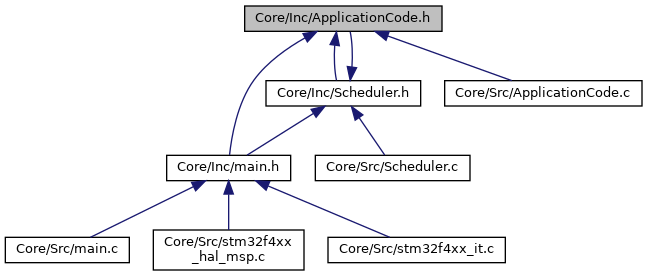 Core/Inc/ApplicationCode.h
Core/Inc/Scheduler.h
Core/Src/ApplicationCode.c
Core/Inc/main.h
Core/Src/Scheduler.c
Core/Src/main.c
Core/Src/stm32f4xx
_hal_msp.c
Core/Src/stm32f4xx_it.c